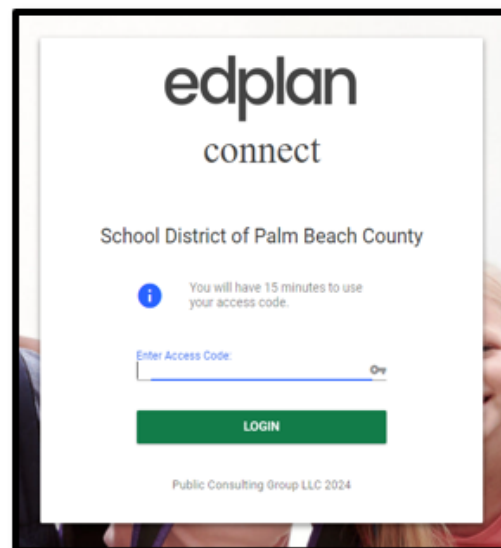 edplan
connect
School District of Palm Beach County
You will have 15 minutes to use
your access code.
Enter Access Code:
LOGIN
Public Consulting Group LLC 2024